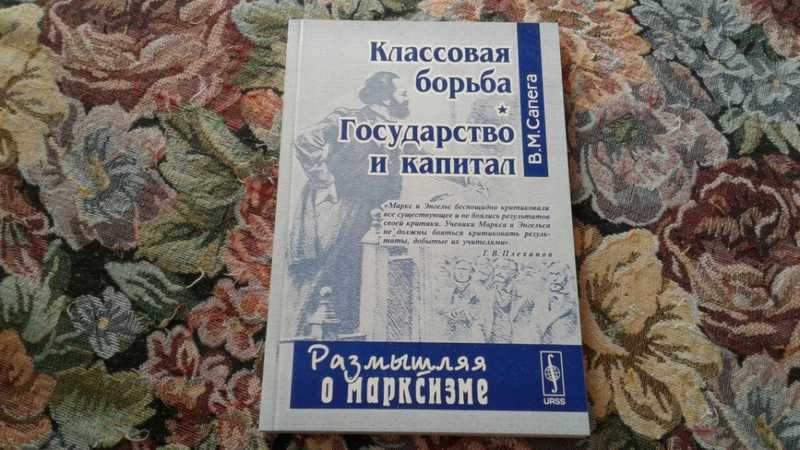 Классовая
борьба
★
Государство
и капитал
В.М.Сапега
«Маркс и Энгельс беспощадно критиковали
все существующее и не боялись результатов
своей критики. Ученики Маркса и Энгельса
не должны бояться критиковать резуль-
таты, добытые их учителями».
Г. В. Плеханов
Размышляя
о марксизме
URSS